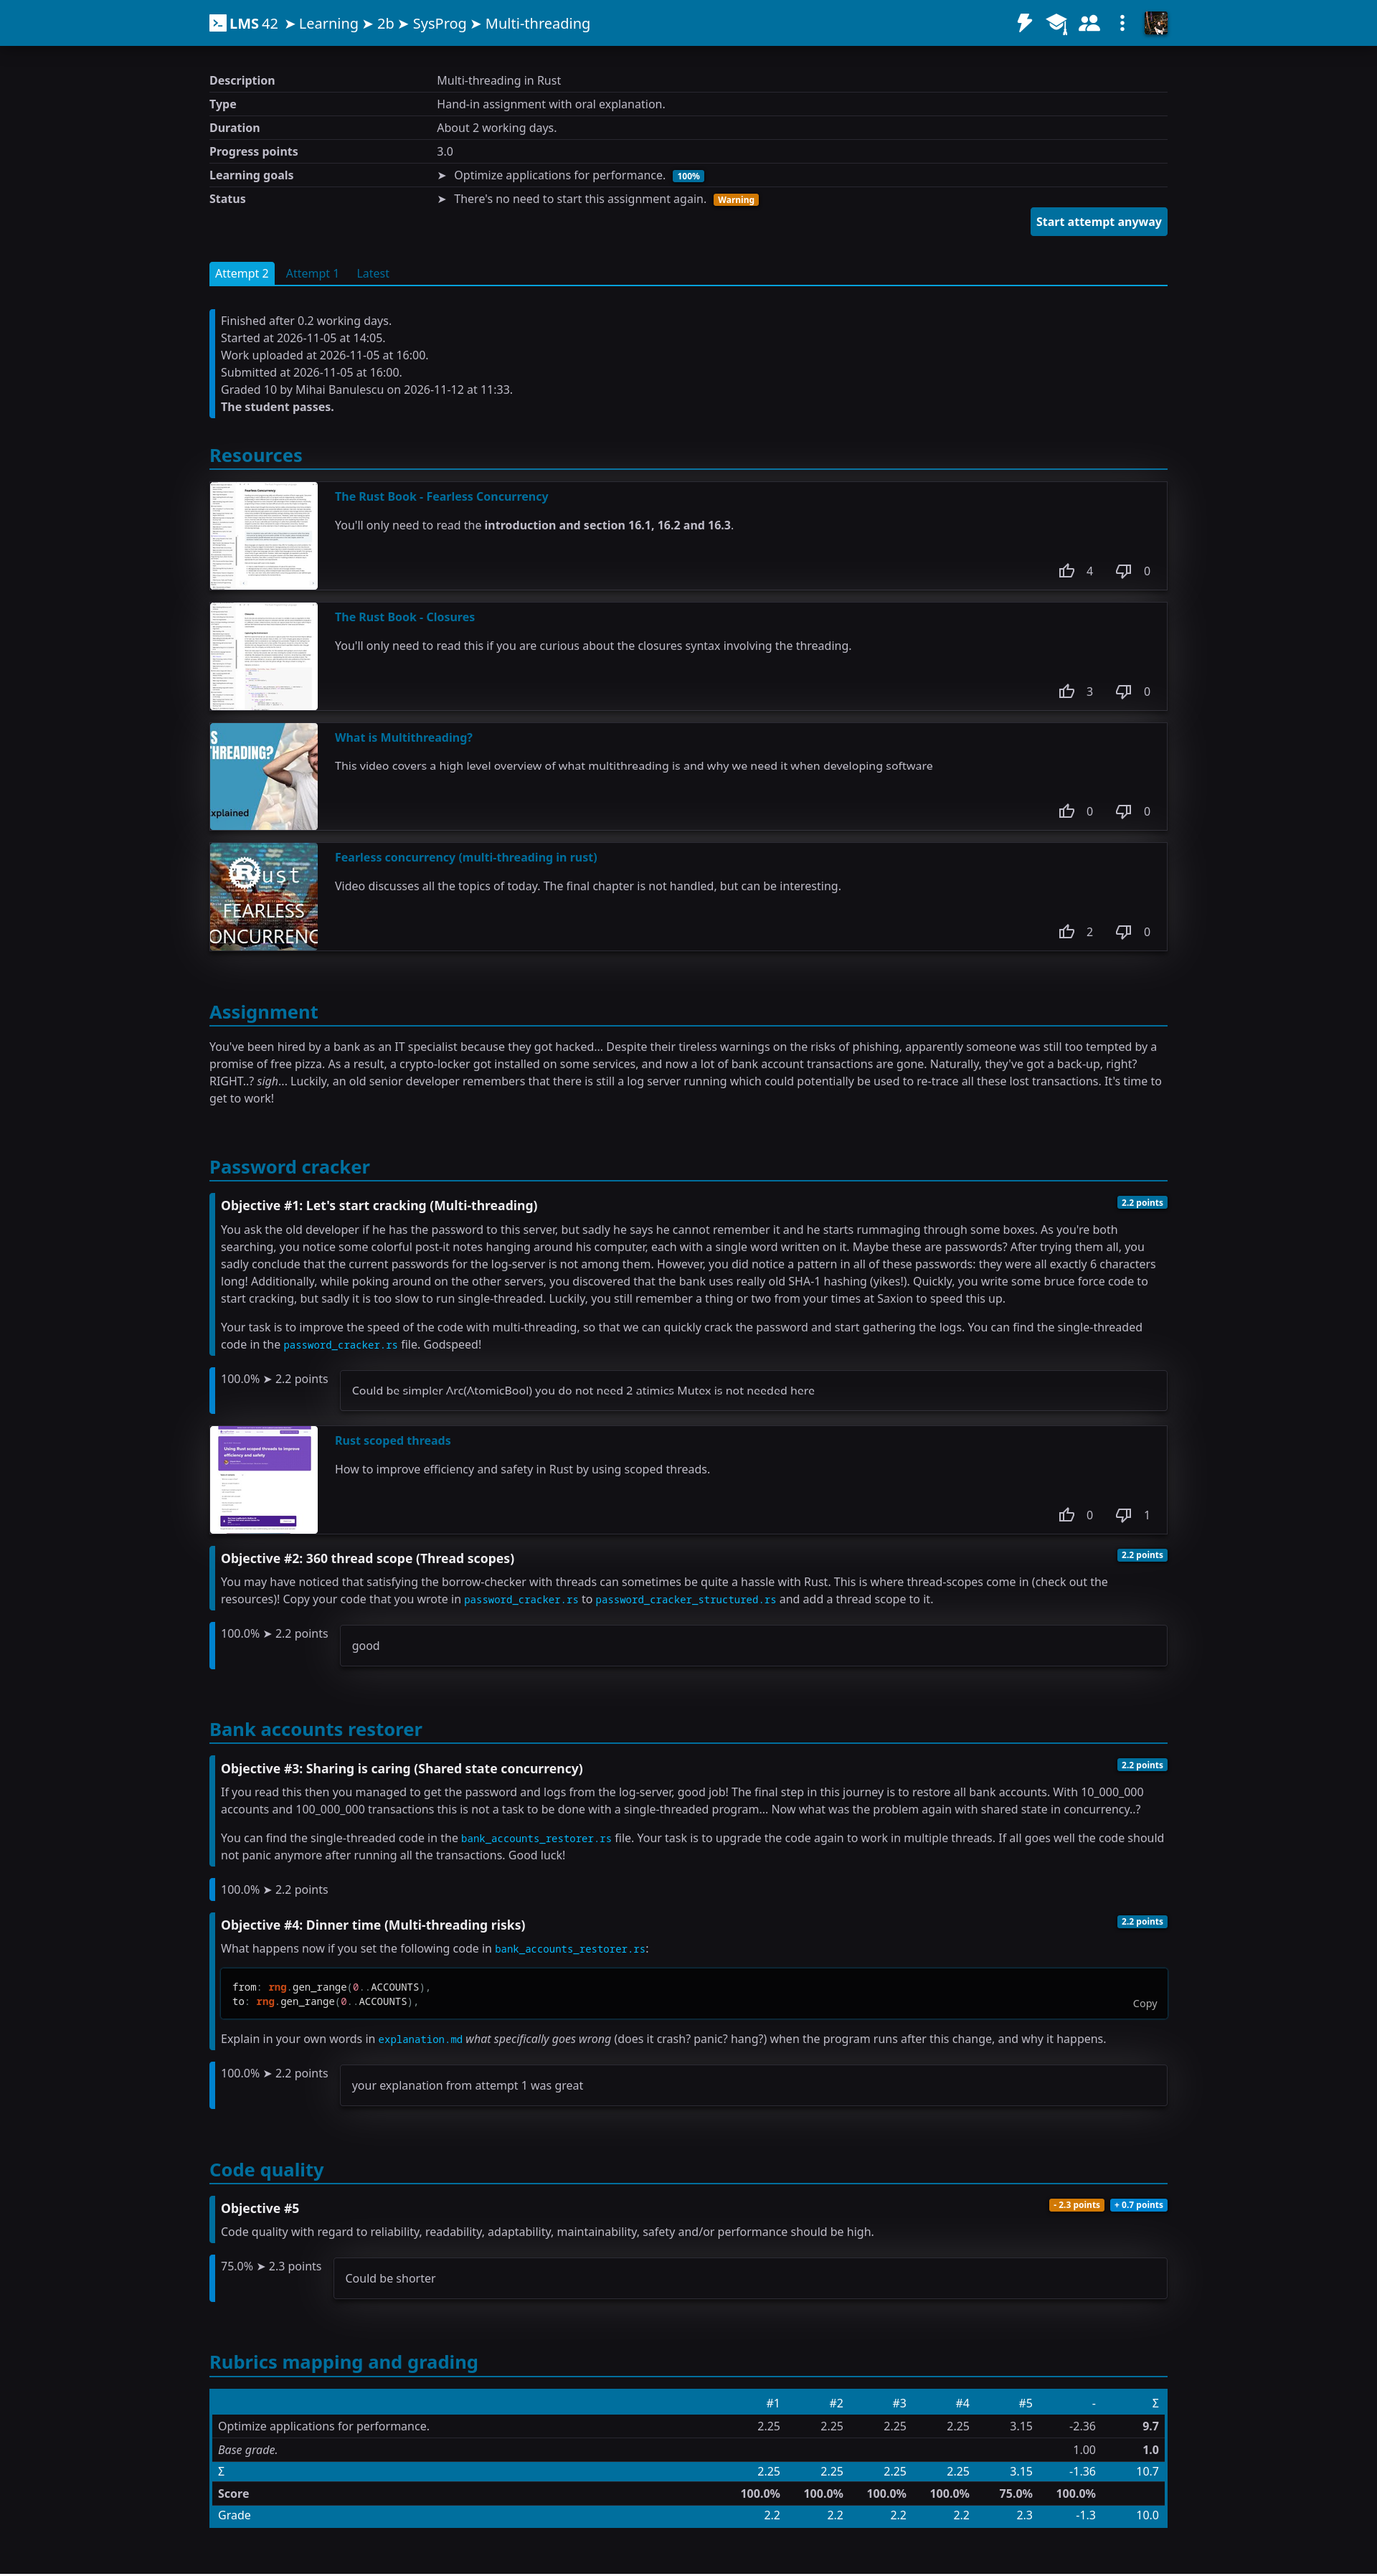 LMS 42 ➤ Learning ➤ 2b ➤ SysProg ➤ Multi-threading
Description Multi-threading in Rust
Type Hand-in assignment with oral explanation.
Duration About 2 working days.
Progress points 3.0
Learning goals ➤ Optimize applications for performance. 100%
Status ➤ There's no need to start this assignment again. Warning
Start attempt anyway
Attempt 2 Attempt 1 Latest
Finished after 0.2 working days.
Started at 2026-11-05 at 14:05.
Work uploaded at 2026-11-05 at 16:00.
Submitted at 2026-11-05 at 16:00.
Graded 10 by Mihai Banulescu on 2026-11-12 at 11:33.
The student passes.
Resources
The Rust Book - Fearless Concurrency
You'll only need to read the introduction and section 16.1, 16.2 and 16.3.
4 0
The Rust Book - Closures
You'll only need to read this if you are curious about the closures syntax involving the threading.
3 0
S
THREADING?
xplained
What is Multithreading?
This video covers a high level overview of what multithreading is and why we need it when developing software
0 0
Rust
FEARLESS
ONCURRENC
Fearless concurrency (multi-threading in rust)
Video discusses all the topics of today. The final chapter is not handled, but can be interesting.
2 0
Assignment
You've been hired by a bank as an IT specialist because they got hacked... Despite their tireless warnings on the risks of phishing, apparently someone was still too tempted by a
promise of free pizza. As a result, a crypto-locker got installed on some services, and now a lot of bank account transactions are gone. Naturally, they've got a back-up, right?
RIGHT..? sigh... Luckily, an old senior developer remembers that there is still a log server running which could potentially be used to re-trace all these lost transactions. It's time to
get to work!
Password cracker
Objective #1: Let's start cracking (Multi-threading) 2.2 points
You ask the old developer if he has the password to this server, but sadly he says he cannot remember it and he starts rummaging through some boxes. As you're both
searching, you notice some colorful post-it notes hanging around his computer, each with a single word written on it. Maybe these are passwords? After trying them all, you
sadly conclude that the current passwords for the log-server is not among them. However, you did notice a pattern in all of these passwords: they were all exactly 6 characters
long! Additionally, while poking around on the other servers, you discovered that the bank uses really old SHA-1 hashing (yikes!). Quickly, you write some bruce force code to
start cracking, but sadly it is too slow to run single-threaded. Luckily, you still remember a thing or two from your times at Saxion to speed this up.
Your task is to improve the speed of the code with multi-threading, so that we can quickly crack the password and start gathering the logs. You can find the single-threaded
code in the password_cracker.rs file. Godspeed!
100.0% ➤ 2.2 points
Could be simpler Arc(AtomicBool) you do not need 2 atimics Mutex is not needed here
Using Rust scoped threads to improve
efficiency and safety
Rust scoped threads
How to improve efficiency and safety in Rust by using scoped threads.
0 1
Objective #2: 360 thread scope (Thread scopes) 2.2 points
You may have noticed that satisfying the borrow-checker with threads can sometimes be quite a hassle with Rust. This is where thread-scopes come in (check out the
resources)! Copy your code that you wrote in password_cracker.rs to password_cracker_structured.rs and add a thread scope to it.
100.0% ➤ 2.2 points
good
Bank accounts restorer
Objective #3: Sharing is caring (Shared state concurrency) 2.2 points
If you read this then you managed to get the password and logs from the log-server, good job! The final step in this journey is to restore all bank accounts. With 10_000_000
accounts and 100_000_000 transactions this is not a task to be done with a single-threaded program... Now what was the problem again with shared state in concurrency..?
You can find the single-threaded code in the bank_accounts_restorer.rs file. Your task is to upgrade the code again to work in multiple threads. If all goes well the code should
not panic anymore after running all the transactions. Good luck!
100.0% ➤ 2.2 points
Objective #4: Dinner time (Multi-threading risks) 2.2 points
What happens now if you set the following code in bank_accounts_restorer.rs:
from: rng.gen_range(0..ACCOUNTS),
to: rng.gen_range(0..ACCOUNTS),
Copy
Explain in your own words in explanation.md what specifically goes wrong (does it crash? panic? hang?) when the program runs after this change, and why it happens.
100.0% ➤ 2.2 points
your explanation from attempt 1 was great
Code quality
Objective #5 - 2.3 points + 0.7 points
Code quality with regard to reliability, readability, adaptability, maintainability, safety and/or performance should be high.
75.0% ➤ 2.3 points
Could be shorter
Rubrics mapping and grading
#1 #2 #3 #4 #5 - Σ
Optimize applications for performance. 2.25 2.25 2.25 2.25 3.15 -2.36 9.7
Base grade. 1.00 1.0
Σ 2.25 2.25 2.25 2.25 3.15 -1.36 10.7
Score 100.0% 100.0% 100.0% 100.0% 75.0% 100.0%
Grade 2.2 2.2 2.2 2.2 2.3 -1.3 10.0